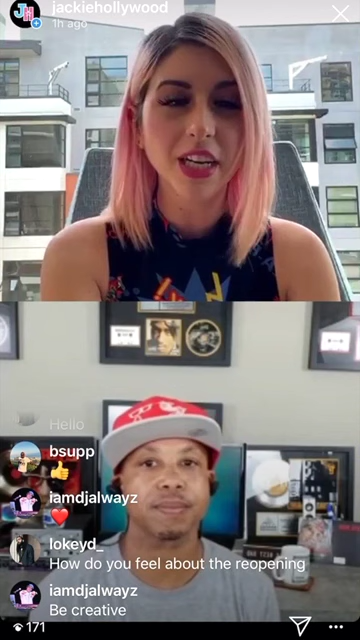 jackiehollywood
1h ago
Hello
bsupp
👍
iamdjalwayz
❤️
lokeyd_
How do you feel about the reopening
iamdjalwayz
Be creative
171